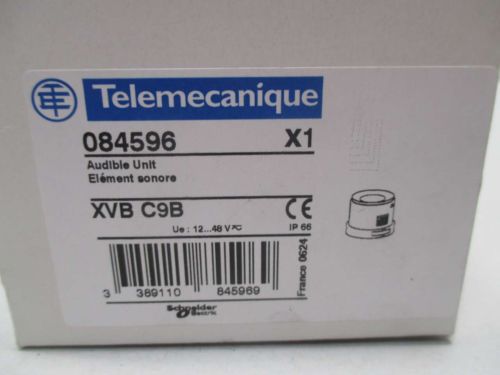 Telemecanique
084596 X1
Audible Unit
Elément sonore
XVB C9B CE
Ue : 12...48 V IP 66
France 0624
3 389110 845969
Schneider
Electric